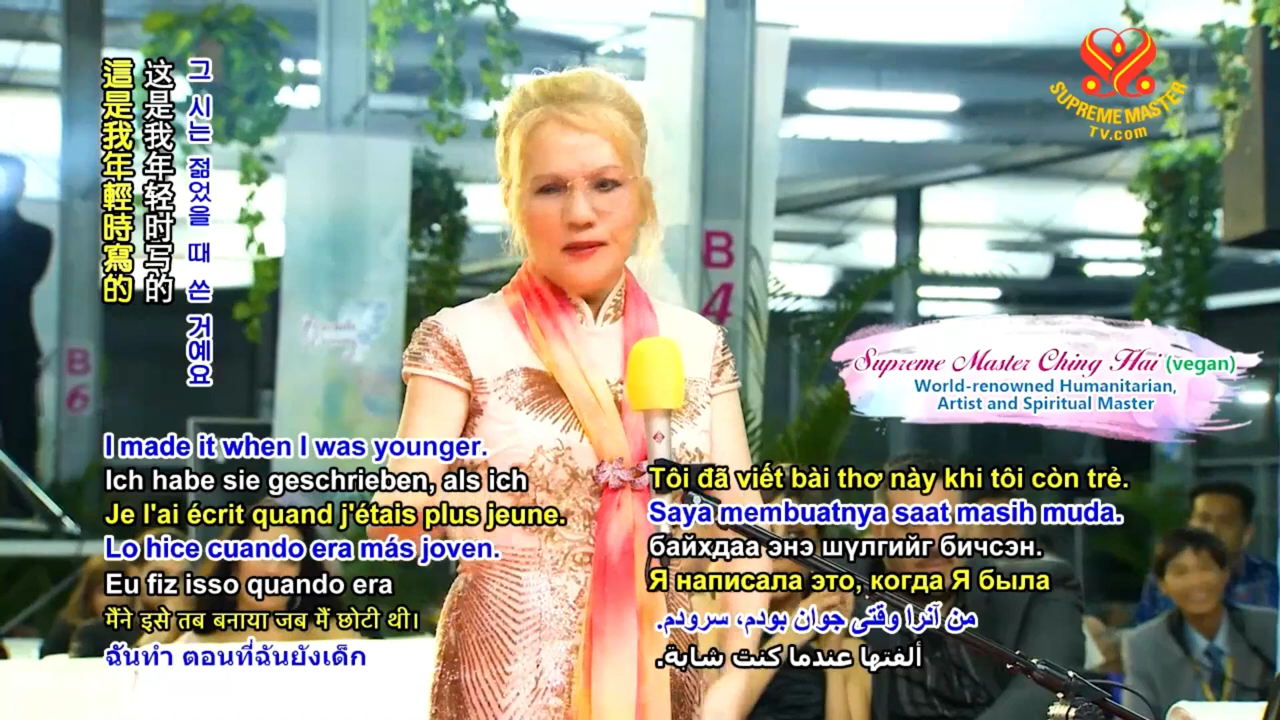 這是我年輕時寫的
这是我年轻时写的
그 시는 젊었을 때 쓴 거예요
SUPREME MASTER
TV.com
B
4
B
6
Supreme Master Ching Hai (vegan)
World-renowned Humanitarian,
Artist and Spiritual Master
I made it when I was younger.
Ich habe sie geschrieben, als ich
Je l'ai écrit quand j'étais plus jeune.
Lo hice cuando era más joven.
Eu fiz isso quando era
मैंने इसे तब बनाया जब मैं छोटी थी।
ฉันทำ ตอนที่ฉันยังเด็ก
Tôi đã viết bài thơ này khi tôi còn trẻ.
Saya membuatnya saat masih muda.
байхдаа энэ шүлгийг бичсэн.
Я написала это, когда Я была
من آنرا وقتی جوان بودم، سرودم.
ألفتها عندما كنت شابة.